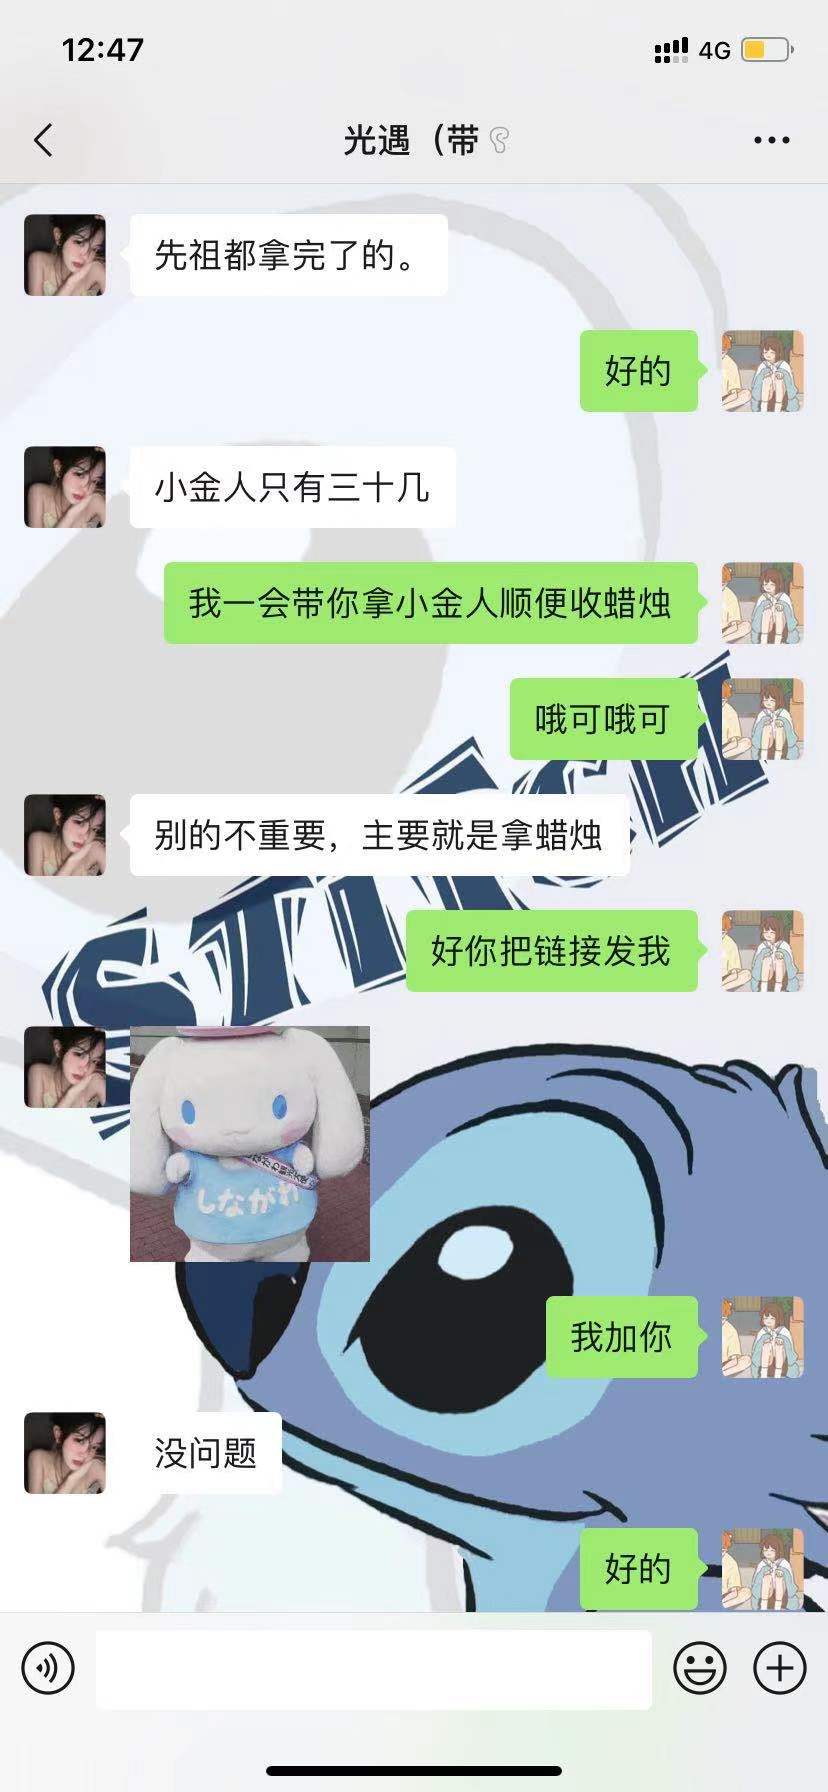 12:47
4G
光遇（带
先祖都拿完了的。
好的
小金人只有三十几
我一会带你拿小金人顺便收蜡烛
哦可哦可
别的不重要，主要就是拿蜡烛
STITCH
好你把链接发我
しながわ
我加你
没问题
好的